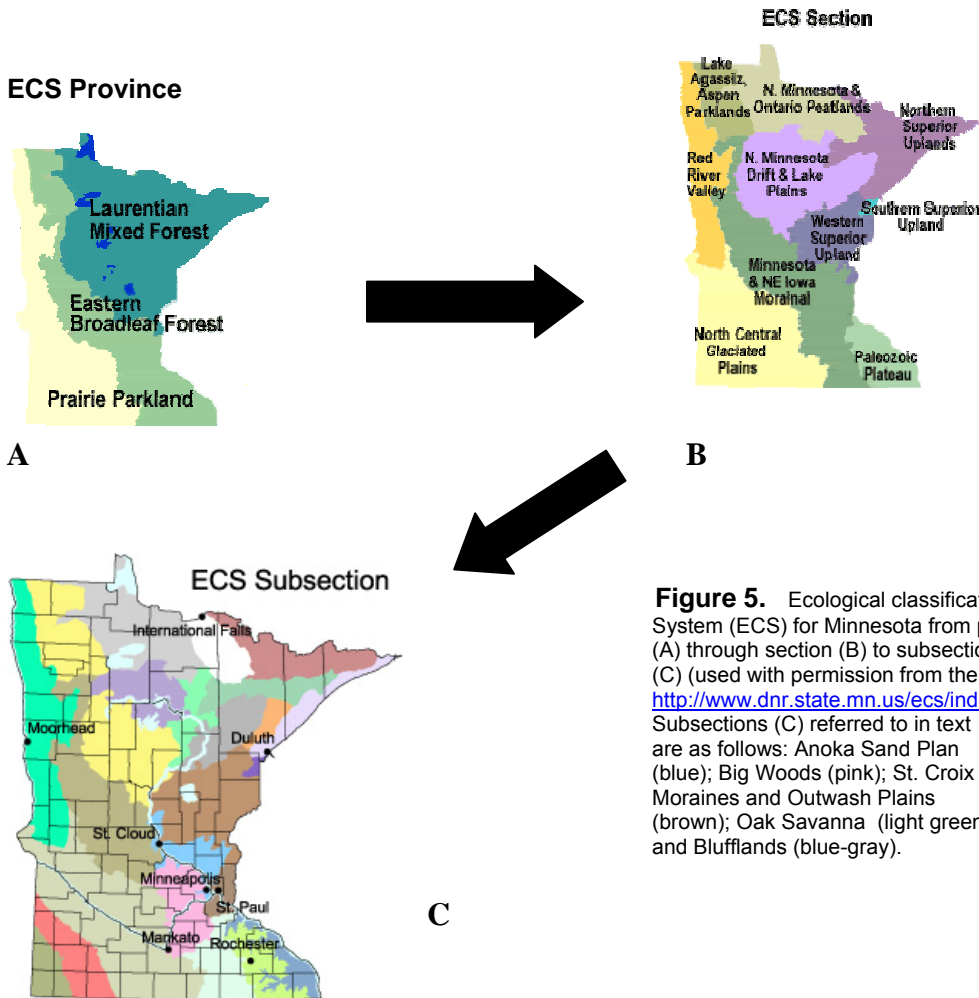 ECS Province
Laurentian
Mixed Forest
Eastern
Broadleaf Forest
Prairie Parkland
A
ECS Section
Lake
Agassiz,
Aspen
Parklands
N. Minnesota &
Ontario Peatlands
Northern
Superior
Uplands
Red
River
Valley
N. Minnesota
Drift & Lake
Plains
Southern Superior
Upland
Western
Superior
Upland
Minnesota
& NE Iowa
Morainal
North Central
Glaciated
Plains
Paleozoic
Plateau
B
ECS Subsection
International Falls
Moorhead
Duluth
St. Cloud
Minneapolis
St. Paul
Mankato
Rochester
C
Figure 5. Ecological classificat
System (ECS) for Minnesota from p
(A) through section (B) to subsectio
(C) (used with permission from the
http://www.dnr.state.mn.us/ecs/ind
Subsections (C) referred to in text
are as follows: Anoka Sand Plan
(blue); Big Woods (pink); St. Croix
Moraines and Outwash Plains
(brown); Oak Savanna (light green
and Blufflands (blue-gray).